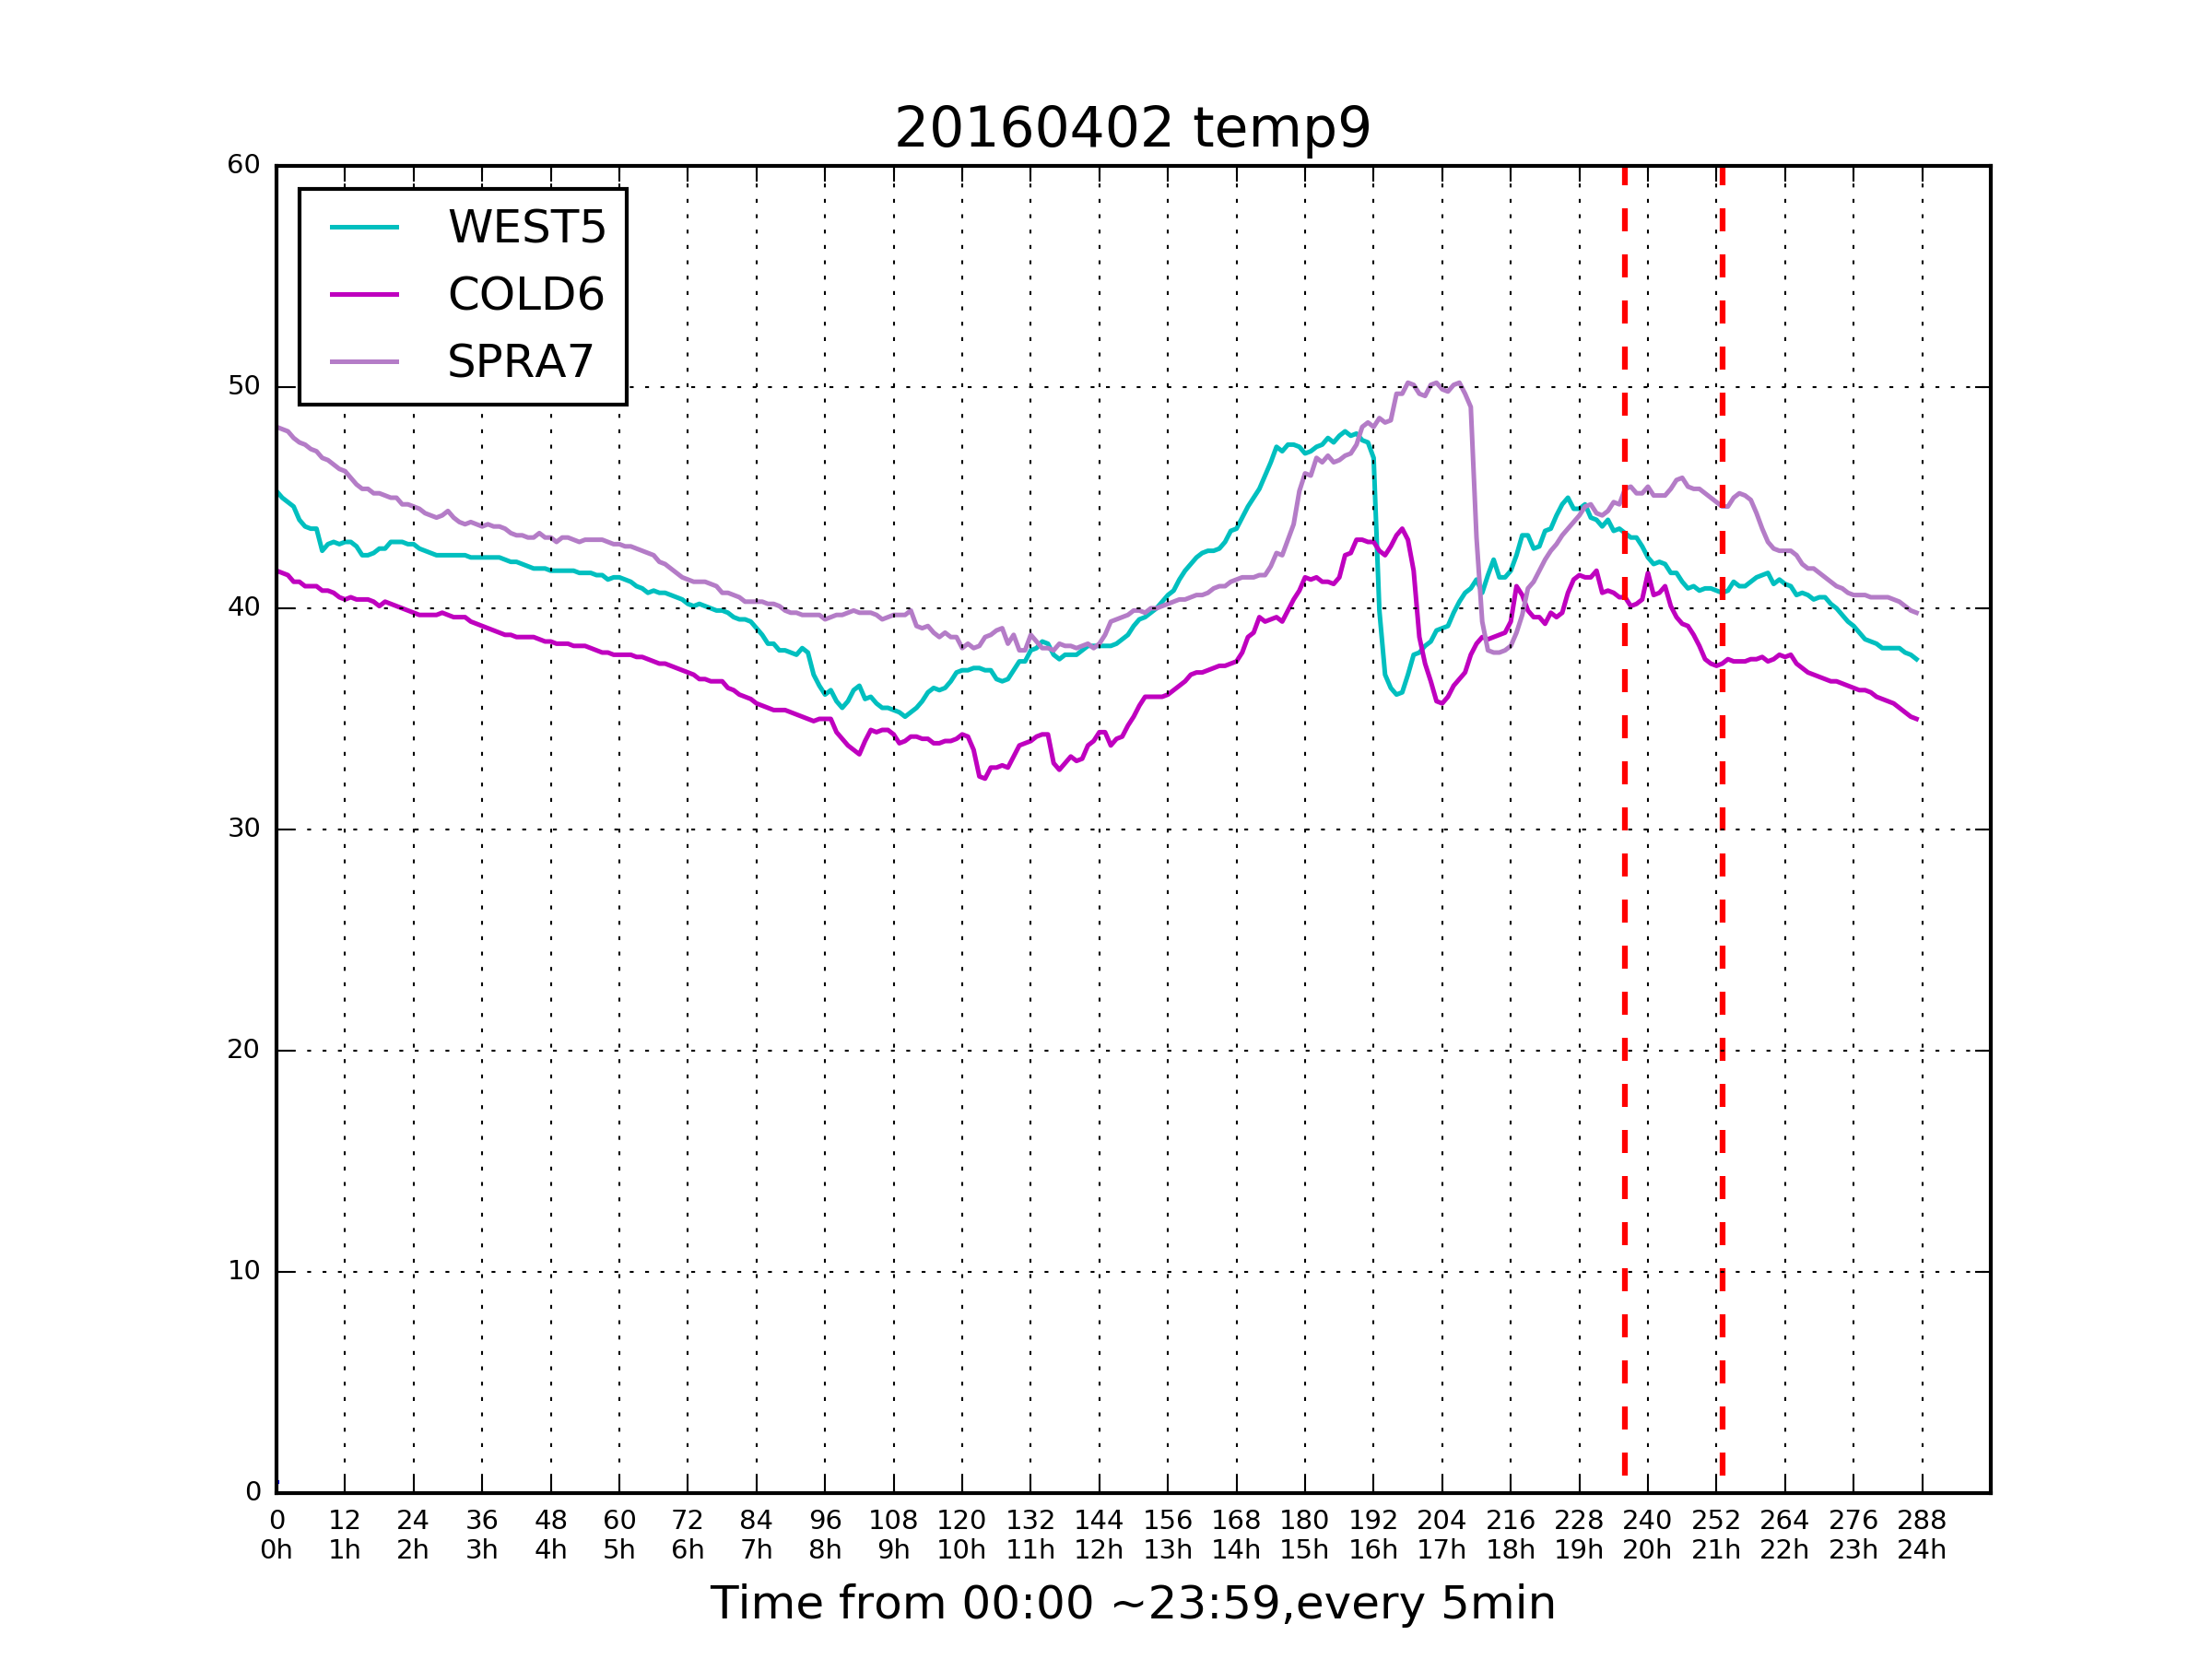 20160402 temp9
60
50
40
30
20
10
0
WEST5
COLD6
SPRA7
0 12 24 36 48 60 72 84 96 108 120 132 144 156 168 180 192 204 216 228 240 252 264 276 288
0h 1h 2h 3h 4h 5h 6h 7h 8h 9h 10h 11h 12h 13h 14h 15h 16h 17h 18h 19h 20h 21h 22h 23h 24h
Time from 00:00 ~23:59,every 5min